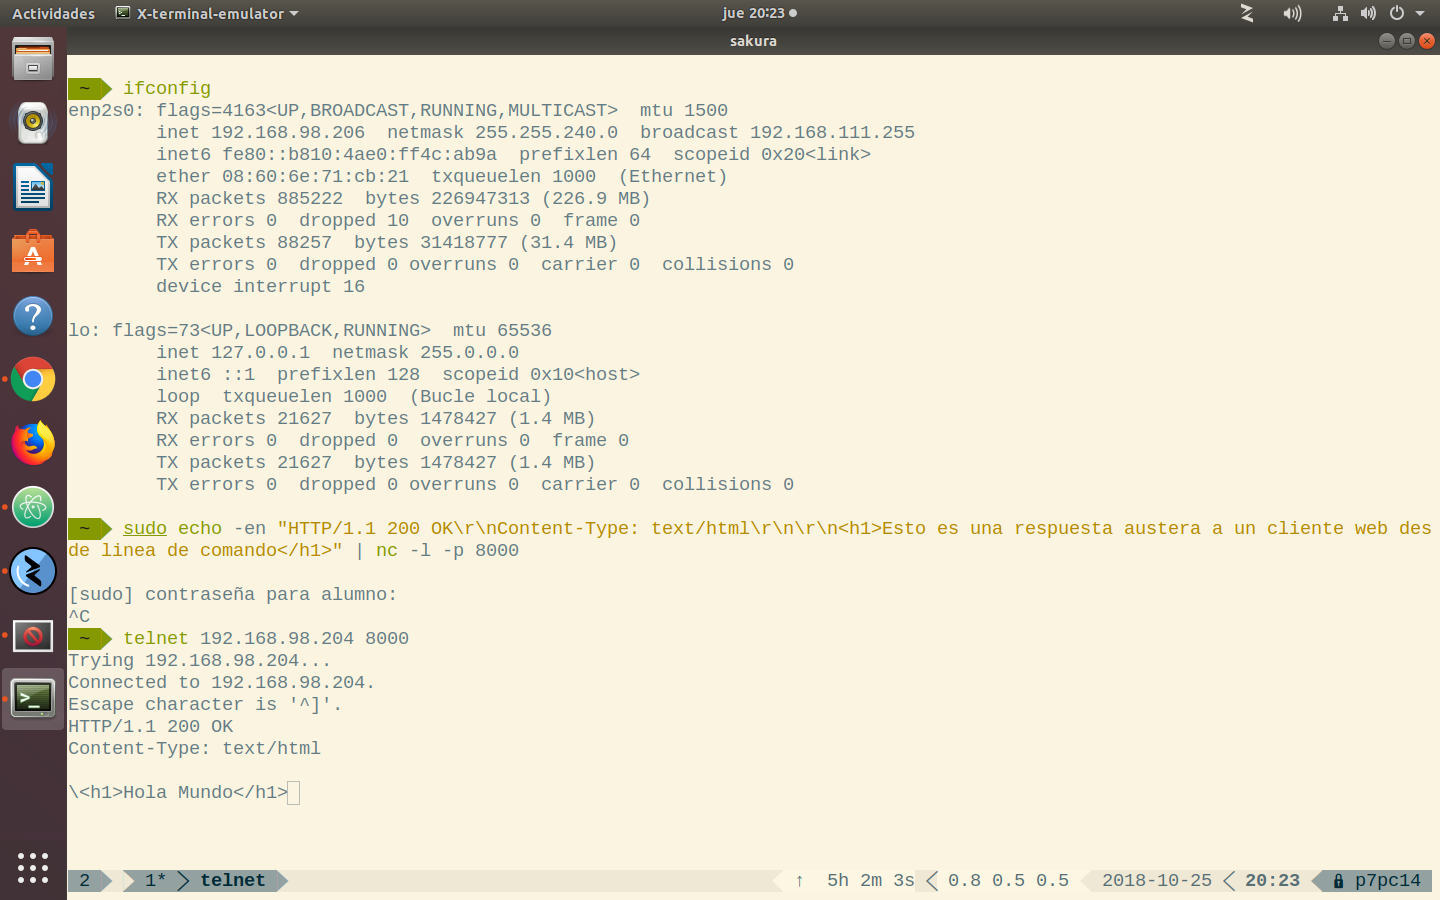 Actividades X-terminal-emulator jue 20:23
sakura
~ ifconfig
enp2s0: flags=4163<UP,BROADCAST,RUNNING,MULTICAST>  mtu 1500
        inet 192.168.98.206  netmask 255.255.240.0  broadcast 192.168.111.255
        inet6 fe80::b810:4ae0:ff4c:ab9a  prefixlen 64  scopeid 0x20<link>
        ether 08:60:6e:71:cb:21  txqueuelen 1000  (Ethernet)
        RX packets 885222  bytes 226947313 (226.9 MB)
        RX errors 0  dropped 10  overruns 0  frame 0
        TX packets 88257  bytes 31418777 (31.4 MB)
        TX errors 0  dropped 0 overruns 0  carrier 0  collisions 0
        device interrupt 16
lo: flags=73<UP,LOOPBACK,RUNNING>  mtu 65536
        inet 127.0.0.1  netmask 255.0.0.0
        inet6 ::1  prefixlen 128  scopeid 0x10<host>
        loop  txqueuelen 1000  (Bucle local)
        RX packets 21627  bytes 1478427 (1.4 MB)
        RX errors 0  dropped 0  overruns 0  frame 0
        TX packets 21627  bytes 1478427 (1.4 MB)
        TX errors 0  dropped 0 overruns 0  carrier 0  collisions 0
~ sudo echo -en "HTTP/1.1 200 OK\r\nContent-Type: text/html\r\n\r\n<h1>Esto es una respuesta austera a un cliente web des
de linea de comando</h1>" | nc -l -p 8000
[sudo] contraseña para alumno:
^C
~ telnet 192.168.98.204 8000
Trying 192.168.98.204...
Connected to 192.168.98.204.
Escape character is '^]'.
HTTP/1.1 200 OK
Content-Type: text/html
\<h1>Hola Mundo</h1>
2 1* telnet ↑ 5h 2m 3s 0.8 0.5 0.5 2018-10-25 20:23 p7pc14